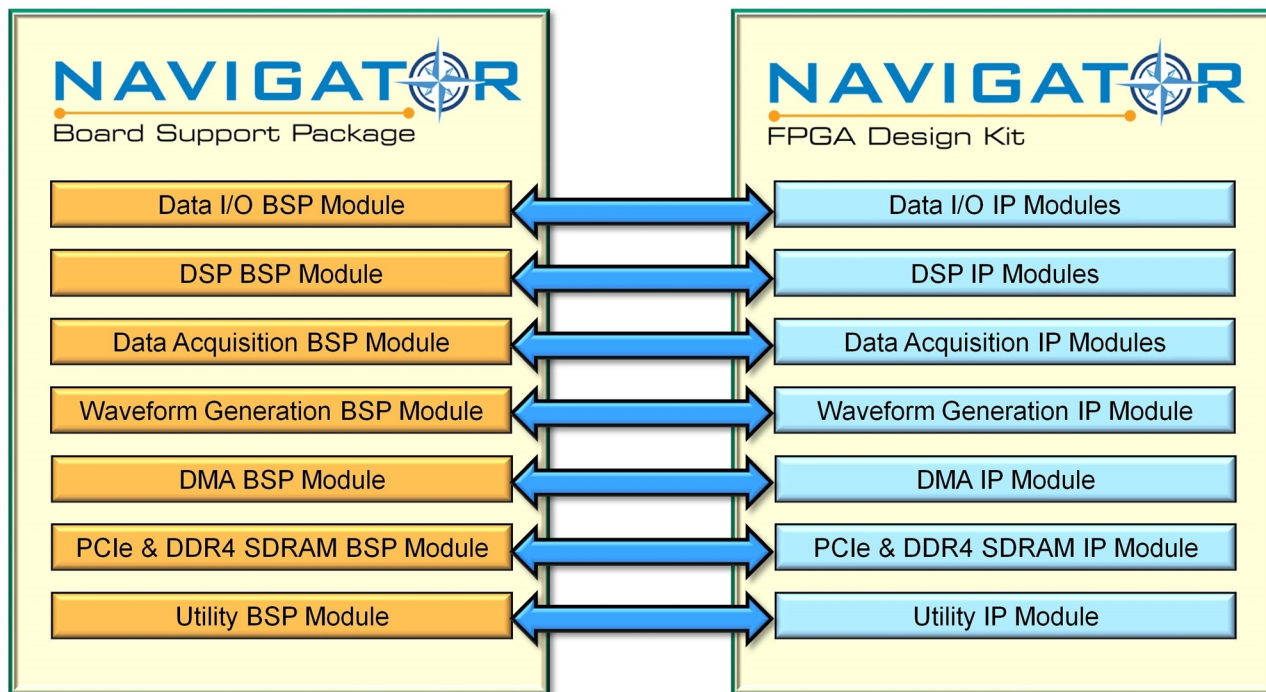 NAVIGATOR
Board Support Package
Data I/O BSP Module
DSP BSP Module
Data Acquisition BSP Module
Waveform Generation BSP Module
DMA BSP Module
PCIe & DDR4 SDRAM BSP Module
Utility BSP Module
NAVIGATOR
FPGA Design Kit
Data I/O IP Modules
DSP IP Modules
Data Acquisition IP Modules
Waveform Generation IP Module
DMA IP Module
PCIe & DDR4 SDRAM IP Module
Utility IP Module